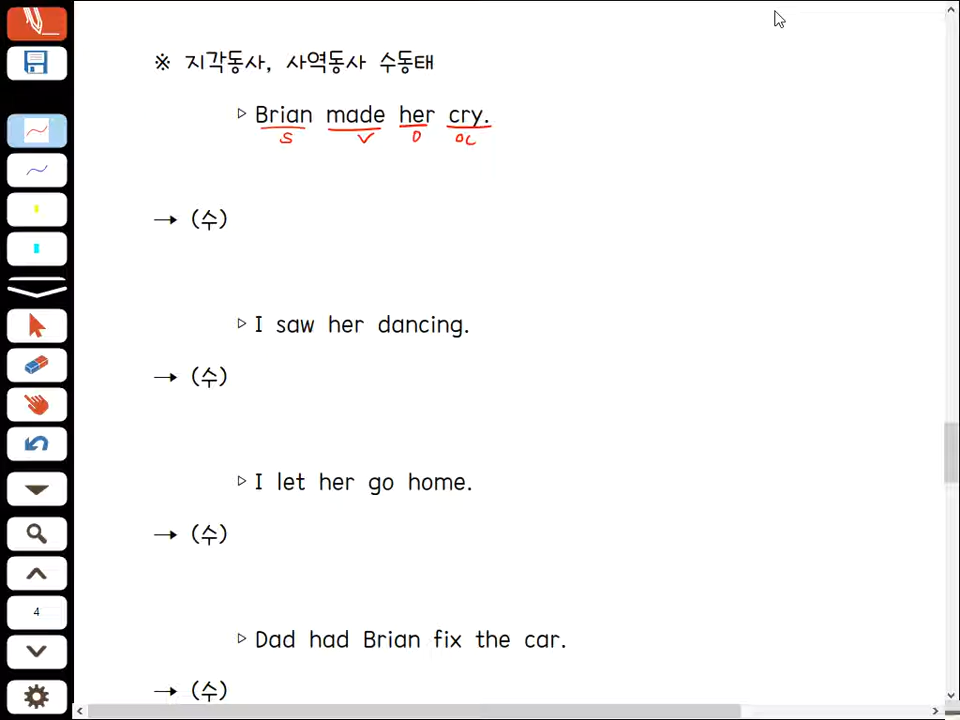 ※ 지각동사, 사역동사 수동태
▷ Brian made her cry.
S V O OC
→ (수)
▷ I saw her dancing.
→ (수)
▷ I let her go home.
→ (수)
▷ Dad had Brian fix the car.
→ (수)
4